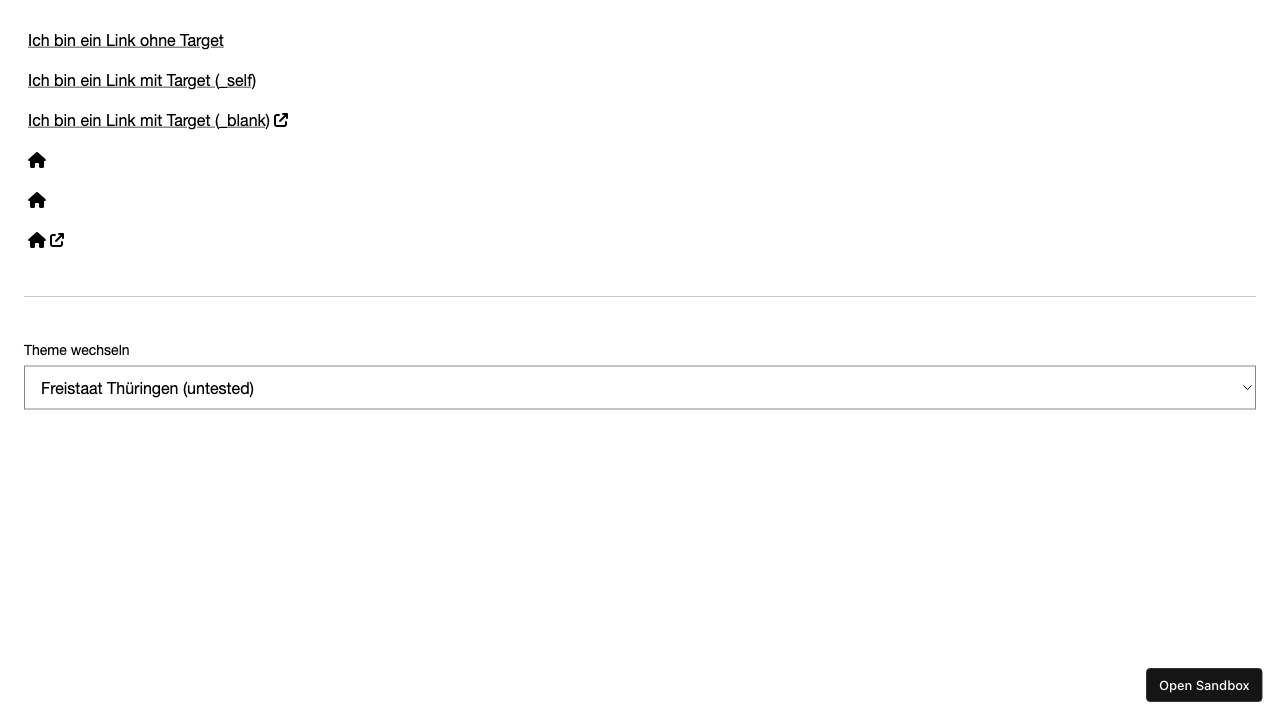 Ich bin ein Link ohne Target
Ich bin ein Link mit Target (_self)
Ich bin ein Link mit Target (_blank)
Theme wechseln
Freistaat Thüringen (untested)
Open Sandbox